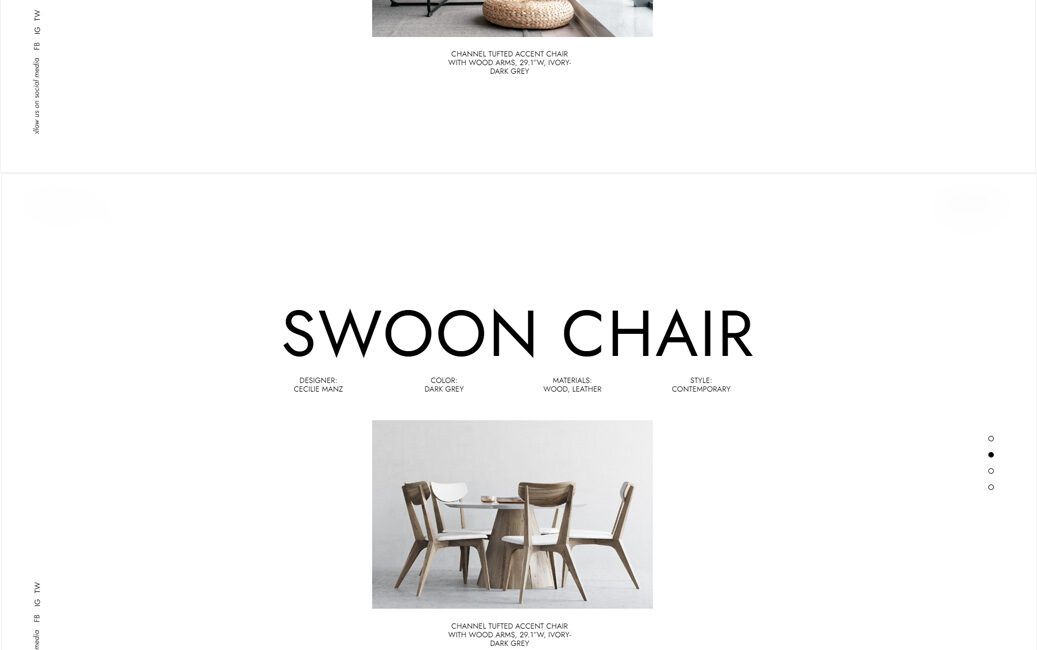 TW
IG
FB
us on social media
CHANNEL TUFTED ACCENT CHAIR
WITH WOOD ARMS, 29.1"W, IVORY-
DARK GREY
SWOON CHAIR
DESIGNER:
CECILIE MANZ
COLOR:
DARK GREY
MATERIALS:
WOOD, LEATHER
STYLE:
CONTEMPORARY
TW
IG
FB
media
CHANNEL TUFTED ACCENT CHAIR
WITH WOOD ARMS, 29.1"W, IVORY-
DARK GREY